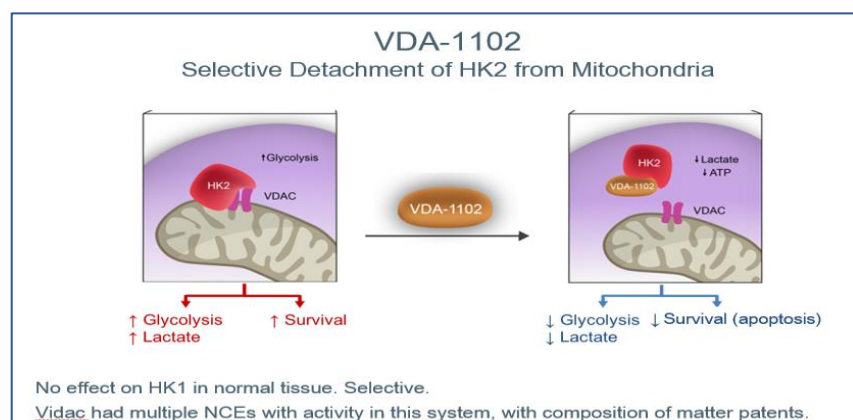 VDA-1102
Selective Detachment of HK2 from Mitochondria
↑Glycolysis
HK2
VDAC
↑ Glycolysis
↑ Lactate
↑ Survival
VDA-1102
HK2
↓Lactate
↓ATP
VDA-1102
VDAC
↓ Glycolysis
↓ Lactate
↓ Survival (apoptosis)
No effect on HK1 in normal tissue. Selective.
Vidac had multiple NCEs with activity in this system, with composition of matter patents.